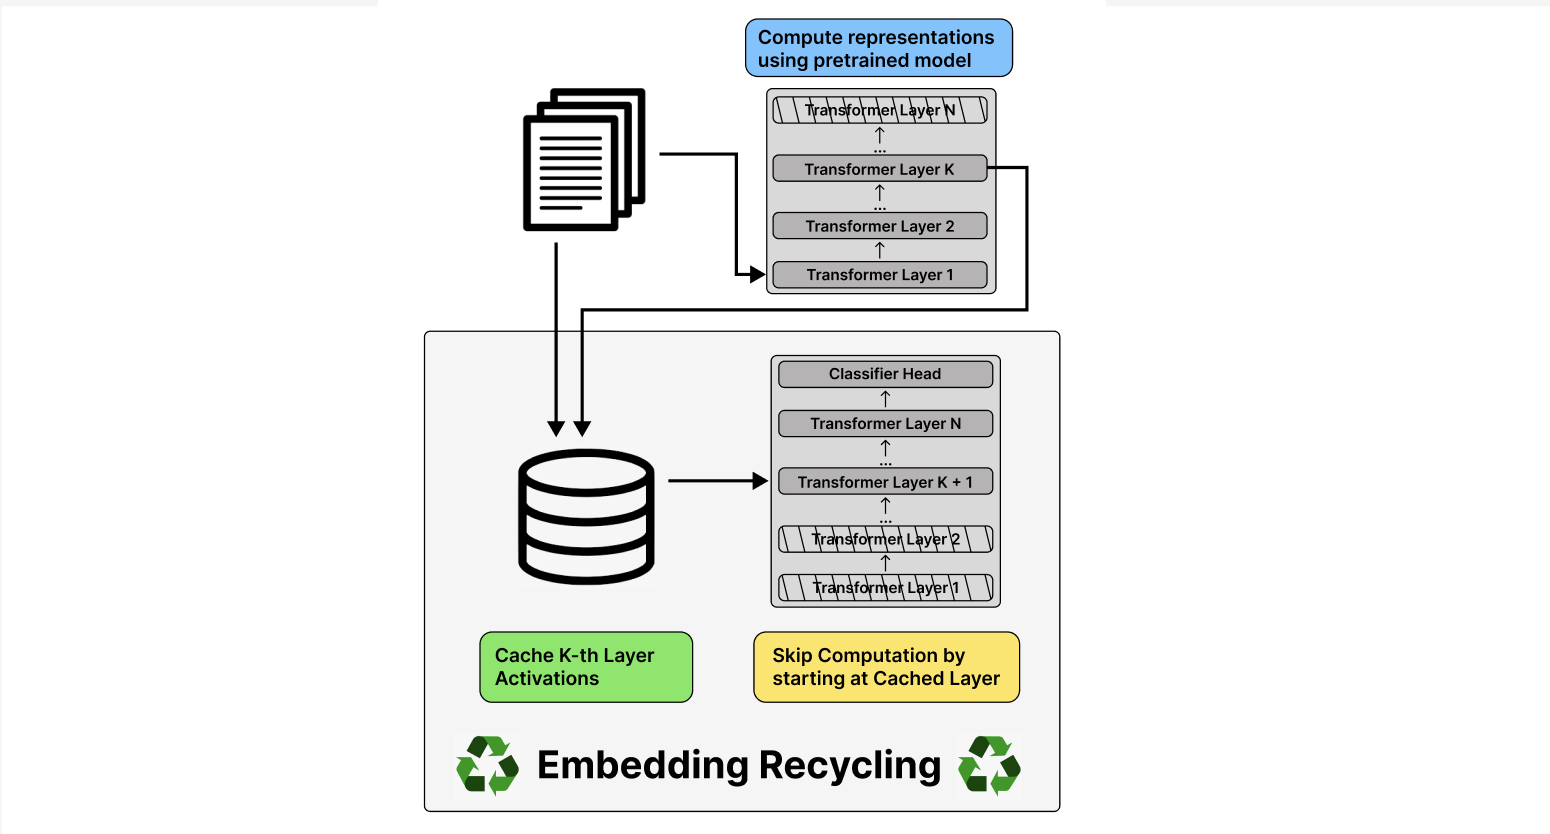 Compute representations
using pretrained model
Transformer Layer N
...
Transformer Layer K
...
Transformer Layer 2
Transformer Layer 1
Classifier Head
Transformer Layer N
...
Transformer Layer K + 1
...
Transformer Layer 2
Transformer Layer 1
Cache K-th Layer
Activations
Skip Computation by
starting at Cached Layer
Embedding Recycling